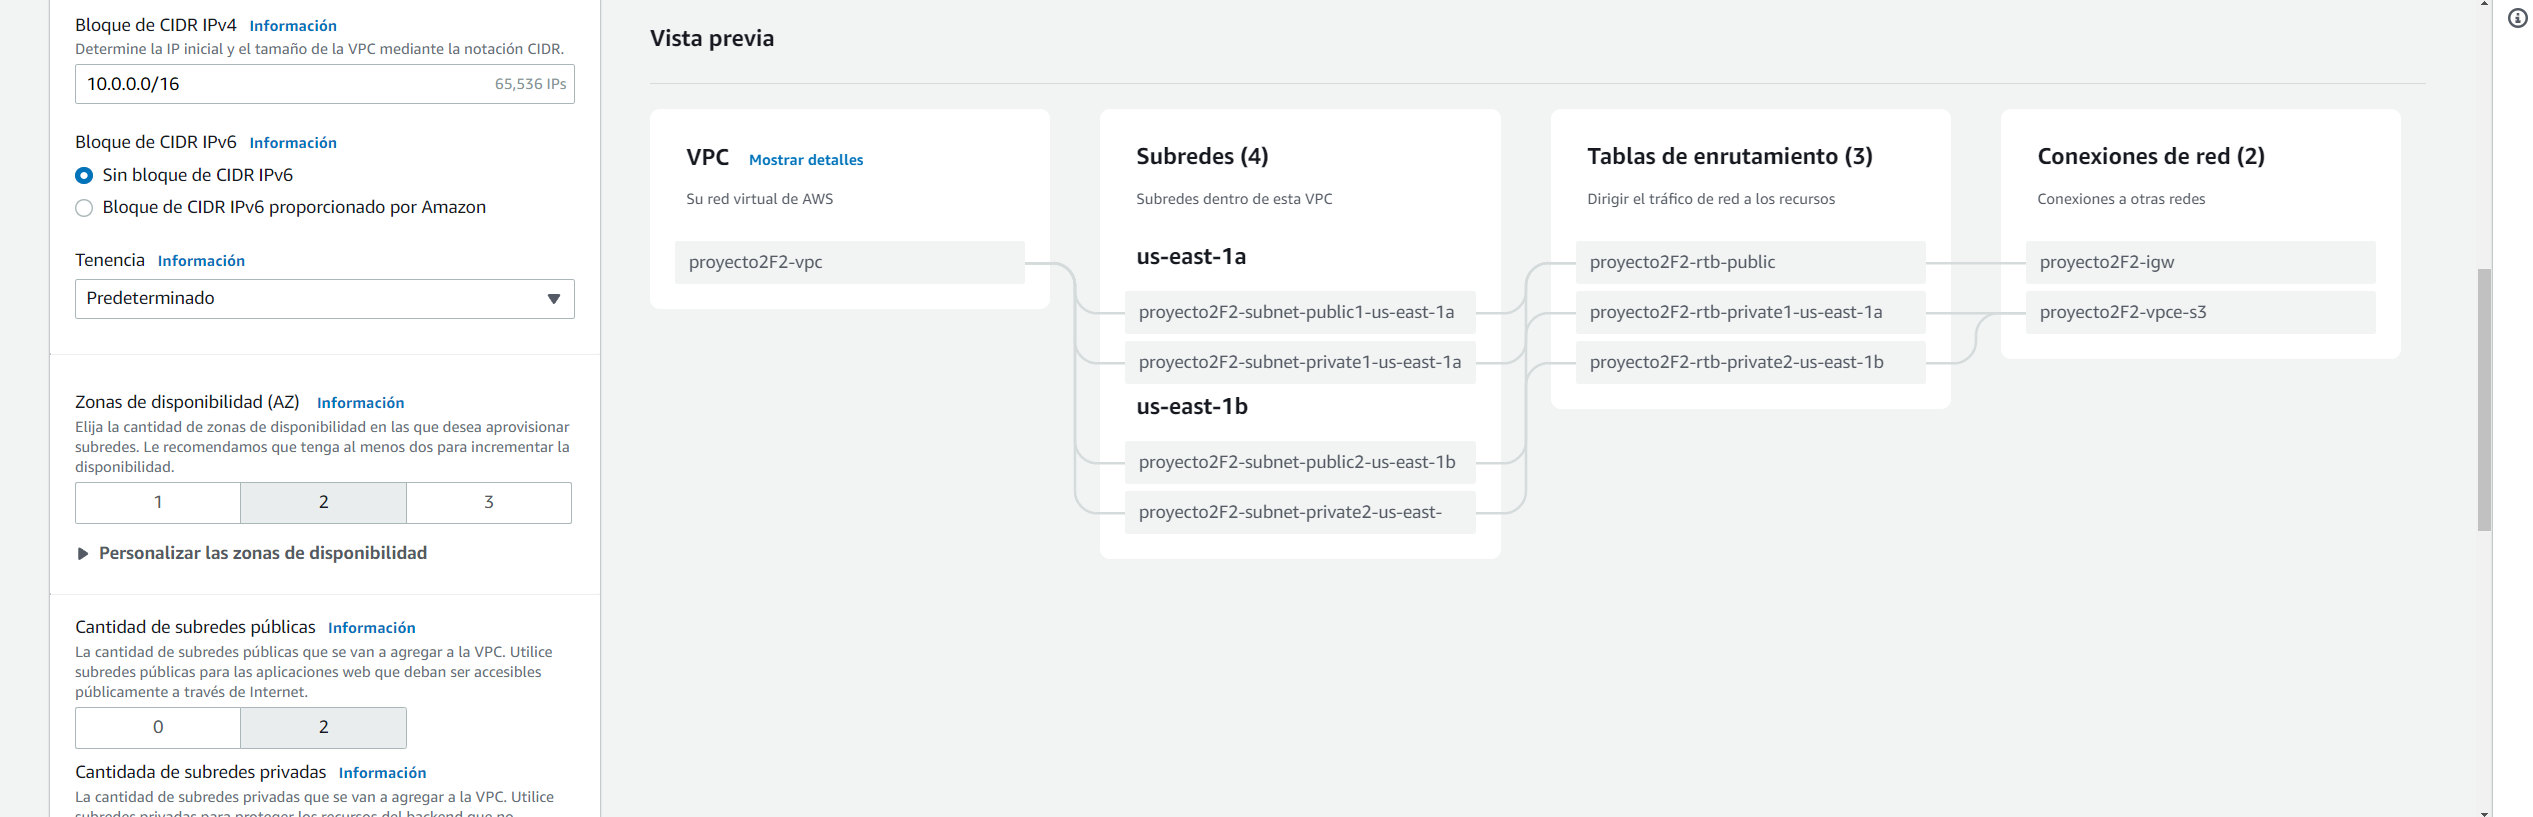 Bloque de CIDR IPv4 Información
Determine la IP inicial y el tamaño de la VPC mediante la notación CIDR.
10.0.0.0/16 65,536 IPs
Bloque de CIDR IPv6 Información
Sin bloque de CIDR IPv6
Bloque de CIDR IPv6 proporcionado por Amazon
Tenencia Información
Predeterminado
Zonas de disponibilidad (AZ) Información
Elija la cantidad de zonas de disponibilidad en las que desea aprovisionar
subredes. Le recomendamos que tenga al menos dos para incrementar la
disponibilidad.
1 2 3
Personalizar las zonas de disponibilidad
Cantidad de subredes públicas Información
La cantidad de subredes públicas que se van a agregar a la VPC. Utilice
subredes públicas para las aplicaciones web que deban ser accesibles
públicamente a través de Internet.
0 2
Cantidada de subredes privadas Información
La cantidad de subredes privadas que se van a agregar a la VPC. Utilice
subredes privadas para proteger los recursos del backend que no
Vista previa
VPC Mostrar detalles
Su red virtual de AWS
proyecto2F2-vpc
Subredes (4)
Subredes dentro de esta VPC
us-east-1a
proyecto2F2-subnet-public1-us-east-1a
proyecto2F2-subnet-private1-us-east-1a
us-east-1b
proyecto2F2-subnet-public2-us-east-1b
proyecto2F2-subnet-private2-us-east-
Tablas de enrutamiento (3)
Dirigir el tráfico de red a los recursos
proyecto2F2-rtb-public
proyecto2F2-rtb-private1-us-east-1a
proyecto2F2-rtb-private2-us-east-1b
Conexiones de red (2)
Conexiones a otras redes
proyecto2F2-igw
proyecto2F2-vpce-s3